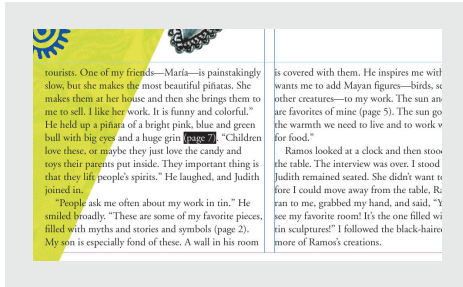 tourists. One of my friends—María—is painstakingly
slow, but she makes the most beautiful piñatas. She
makes them at her house and then she brings them to
me to sell. I like her work. It is funny and colorful.”
He held up a piñata of a bright pink, blue and green
bull with big eyes and a huge grin (page 7). “Children
love these, or maybe they just love the candy and
toys their parents put inside. They important thing is
that they lift people’s spirits.” He laughed, and Judith
joined in.
“People ask me often about my work in tin.” He
smiled broadly. “These are some of my favorite pieces,
filled with myths and stories and symbols (page 2).
My son is especially fond of these. A wall in his room
is covered with them. He inspires me with
wants me to add Mayan figures—birds, se
other creatures—to my work. The sun and
are favorites of mine (page 5). The sun go
the warmth we need to live and to work w
for food.”
Ramos looked at a clock and then stood
the table. The interview was over. I stood
Judith remained seated. She didn’t want to
fore I could move away from the table, Ra
ran to me, grabbed my hand, and said, “Y
see my favorite room! It’s the one filled wi
tin sculptures!” I followed the black-haire
more of Ramos’s creations.